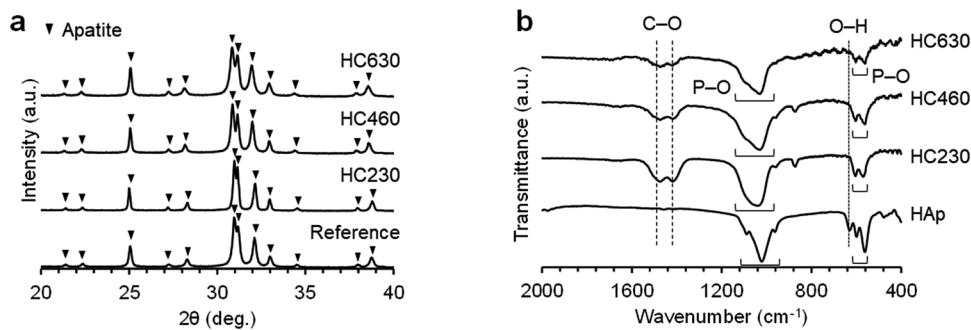 a
▼ Apatite
HC630
HC460
HC230
Reference
Intensity (a.u.)
20 25 30 35 40
2θ (deg.)
b
C–O
O–H
HC630
P–O
P–O
HC460
HC230
HAp
Transmittance (a.u.)
2000 1600 1200 800 400
Wavenumber (cm⁻¹)